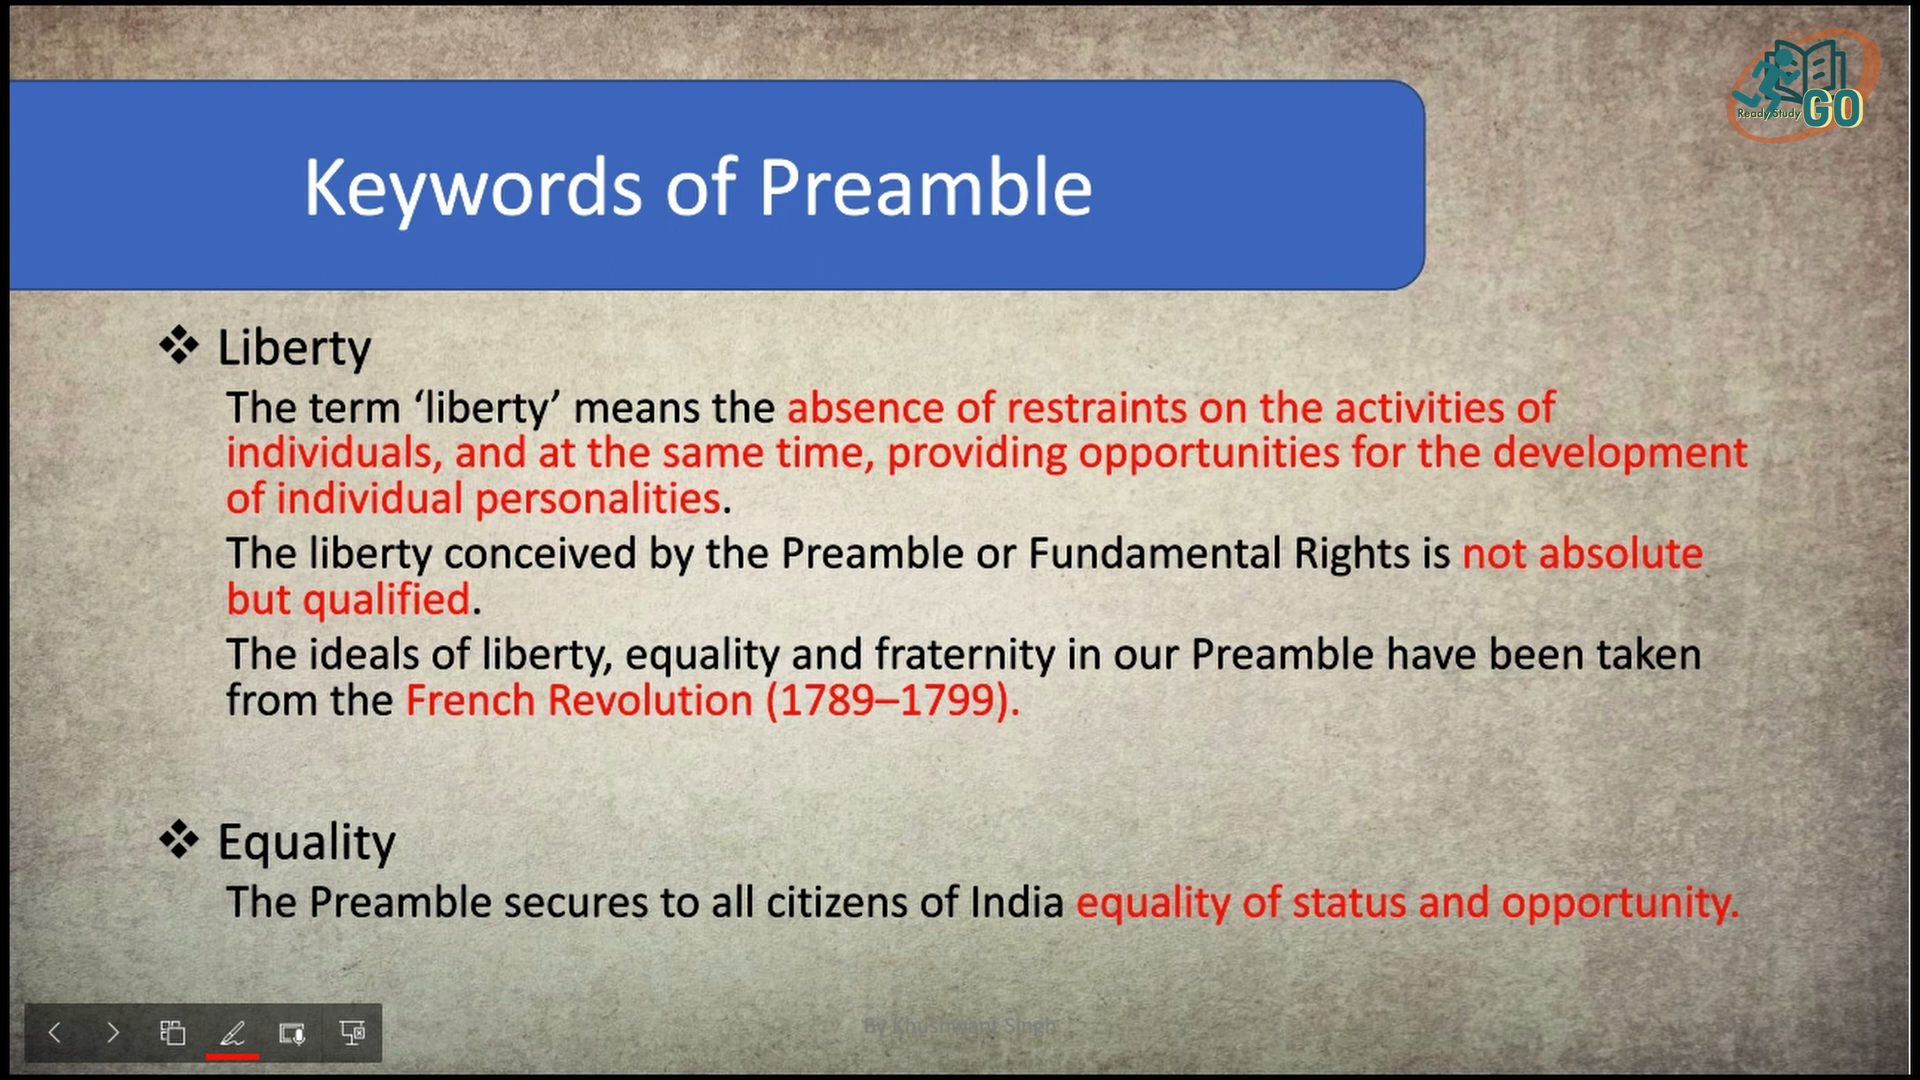 Ready Study GO
Keywords of Preamble
❖ Liberty
The term ‘liberty’ means the absence of restraints on the activities of
individuals, and at the same time, providing opportunities for the development
of individual personalities.
The liberty conceived by the Preamble or Fundamental Rights is not absolute
but qualified.
The ideals of liberty, equality and fraternity in our Preamble have been taken
from the French Revolution (1789–1799).
❖ Equality
The Preamble secures to all citizens of India equality of status and opportunity.
By Khushwant Singh